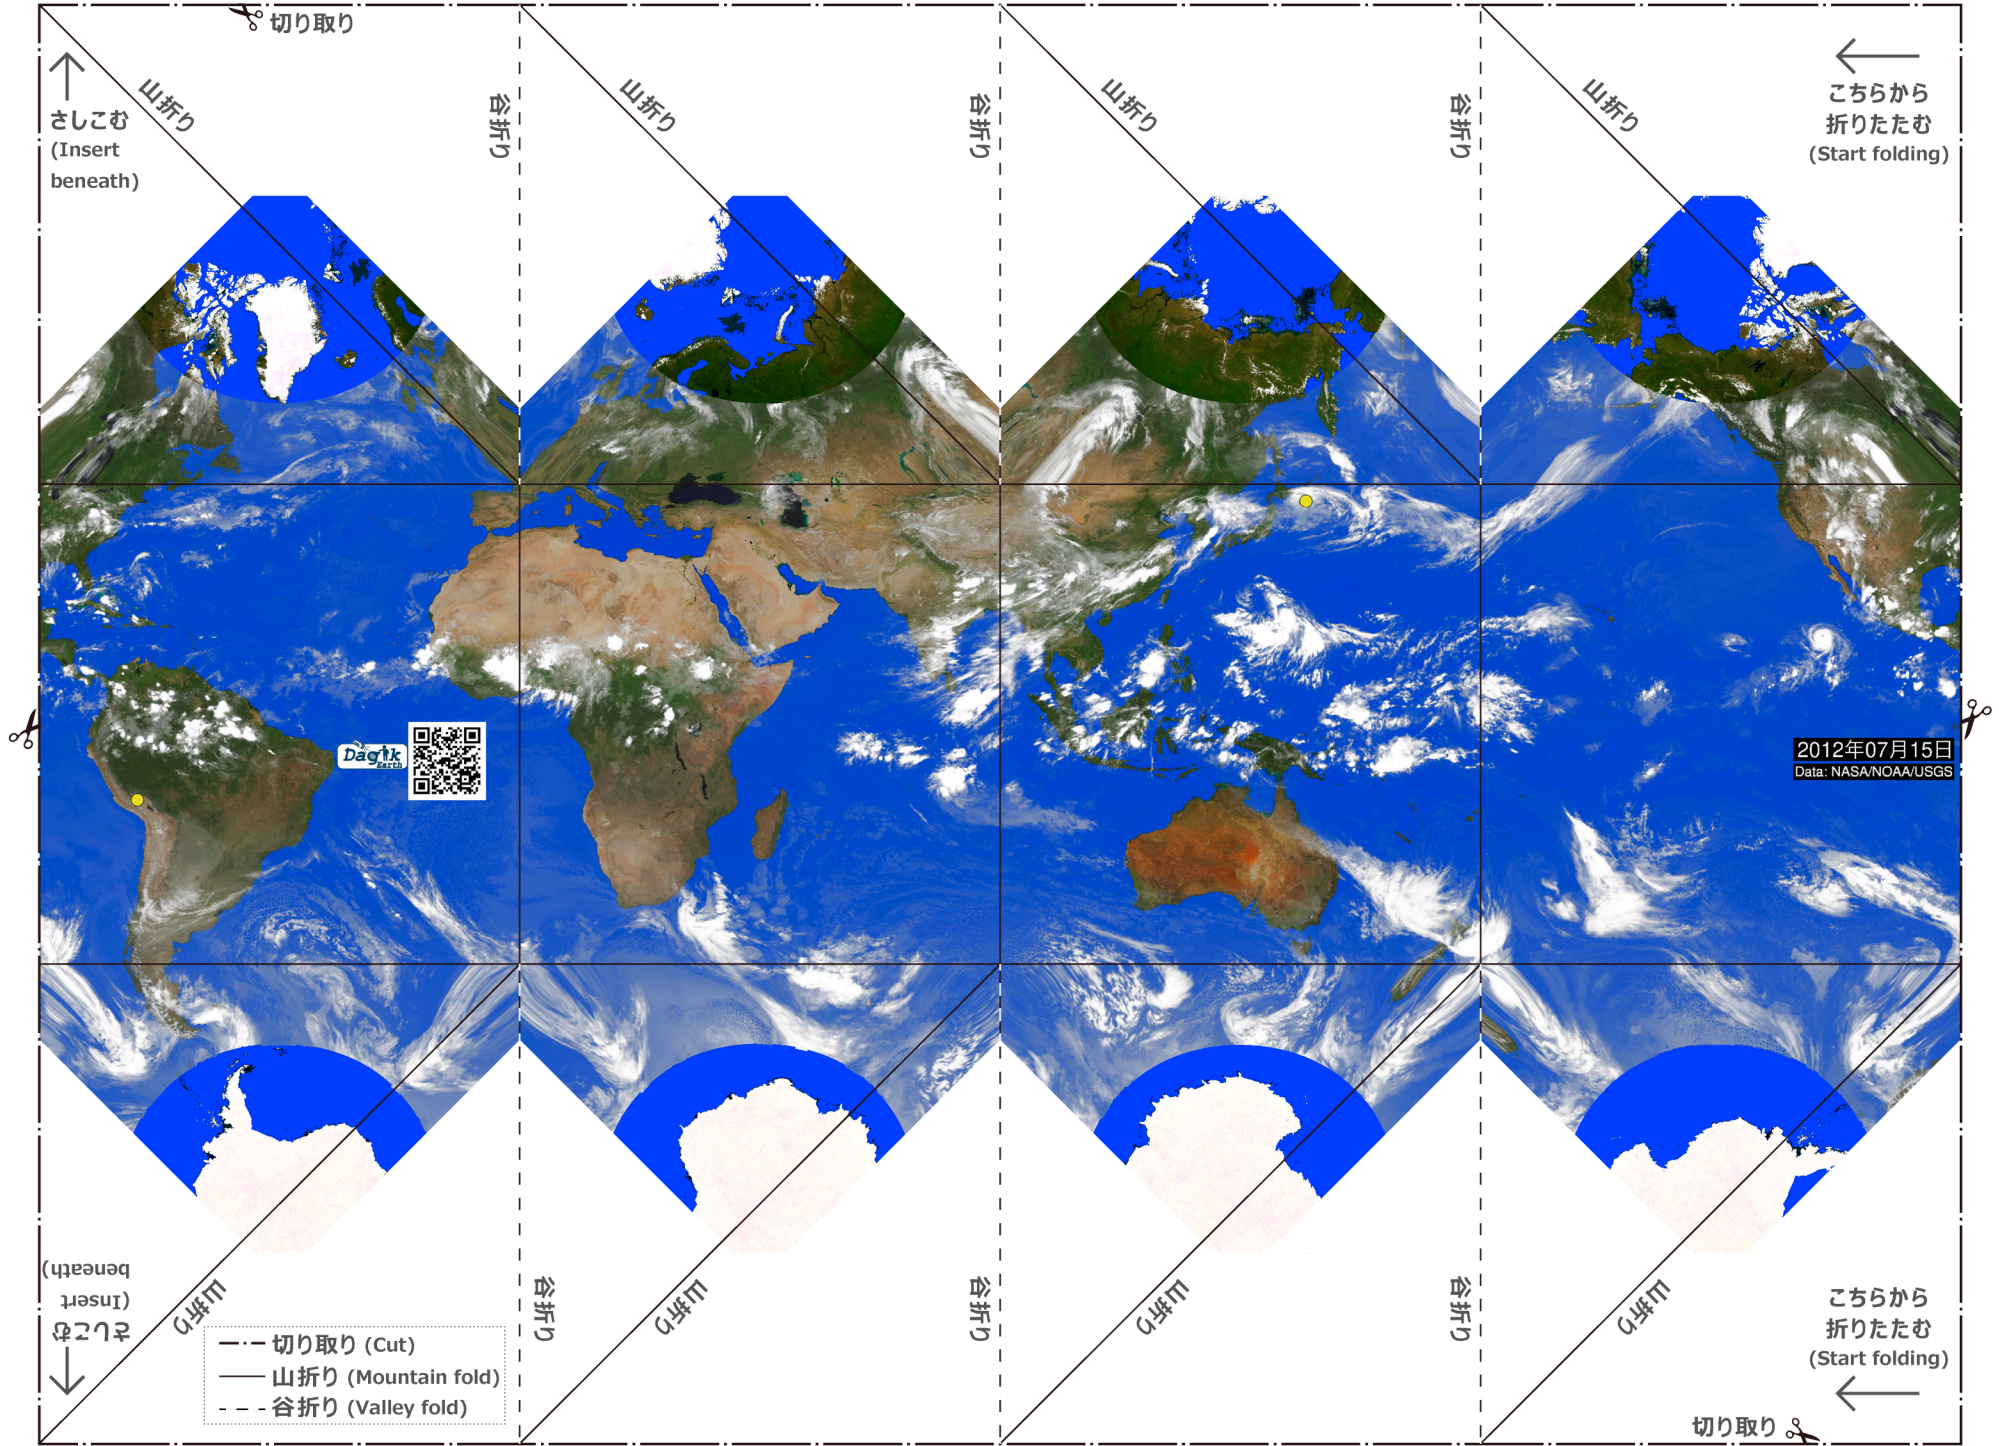 切り取り
山折り
谷折り
山折り
谷折り
山折り
谷折り
山折り
さしこむ
(Insert
beneath)
こちらから
折りたたむ
(Start folding)
Dagik
Earth
2012年07月15日
Data: NASA/NOAA/USGS
さしこむ
(Insert
beneath)
山折り
谷折り
山折り
谷折り
山折り
谷折り
山折り
こちらから
折りたたむ
(Start folding)
切り取り (Cut)
山折り (Mountain fold)
谷折り (Valley fold)
切り取り